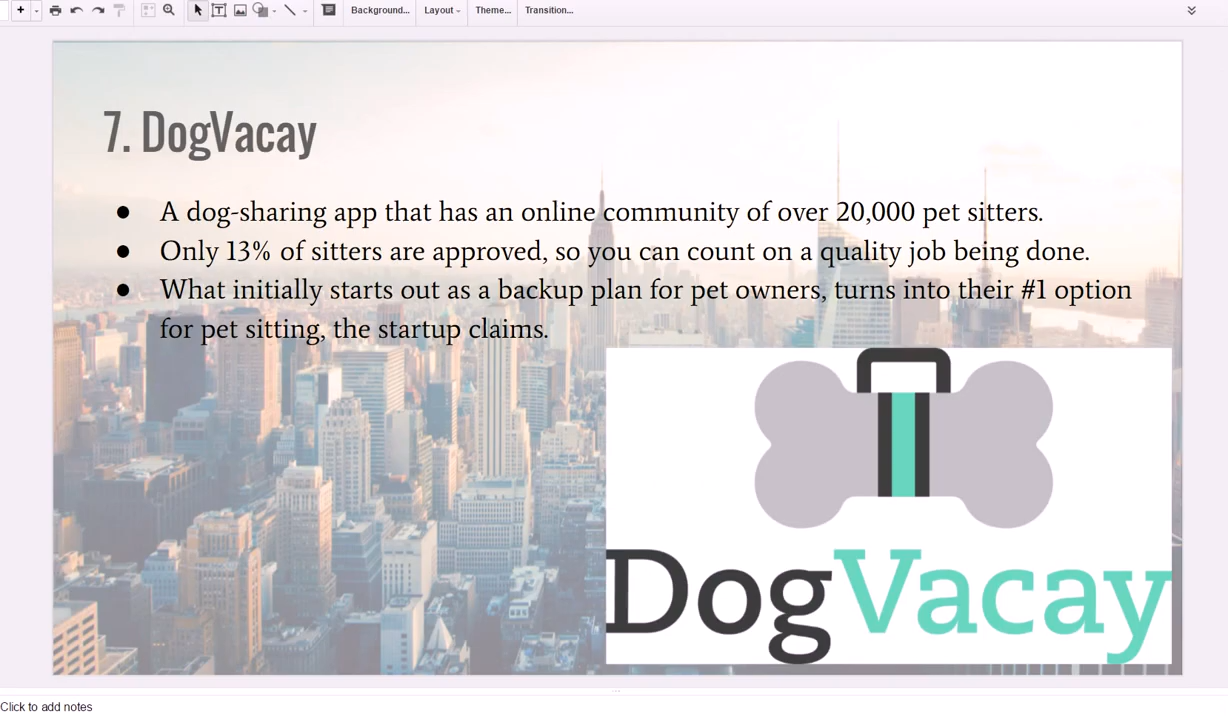 Background... Layout Theme... Transition...
7. DogVacay
● A dog-sharing app that has an online community of over 20,000 pet sitters.
● Only 13% of sitters are approved, so you can count on a quality job being done.
● What initially starts out as a backup plan for pet owners, turns into their #1 option
for pet sitting, the startup claims.
DogVacay
Click to add notes